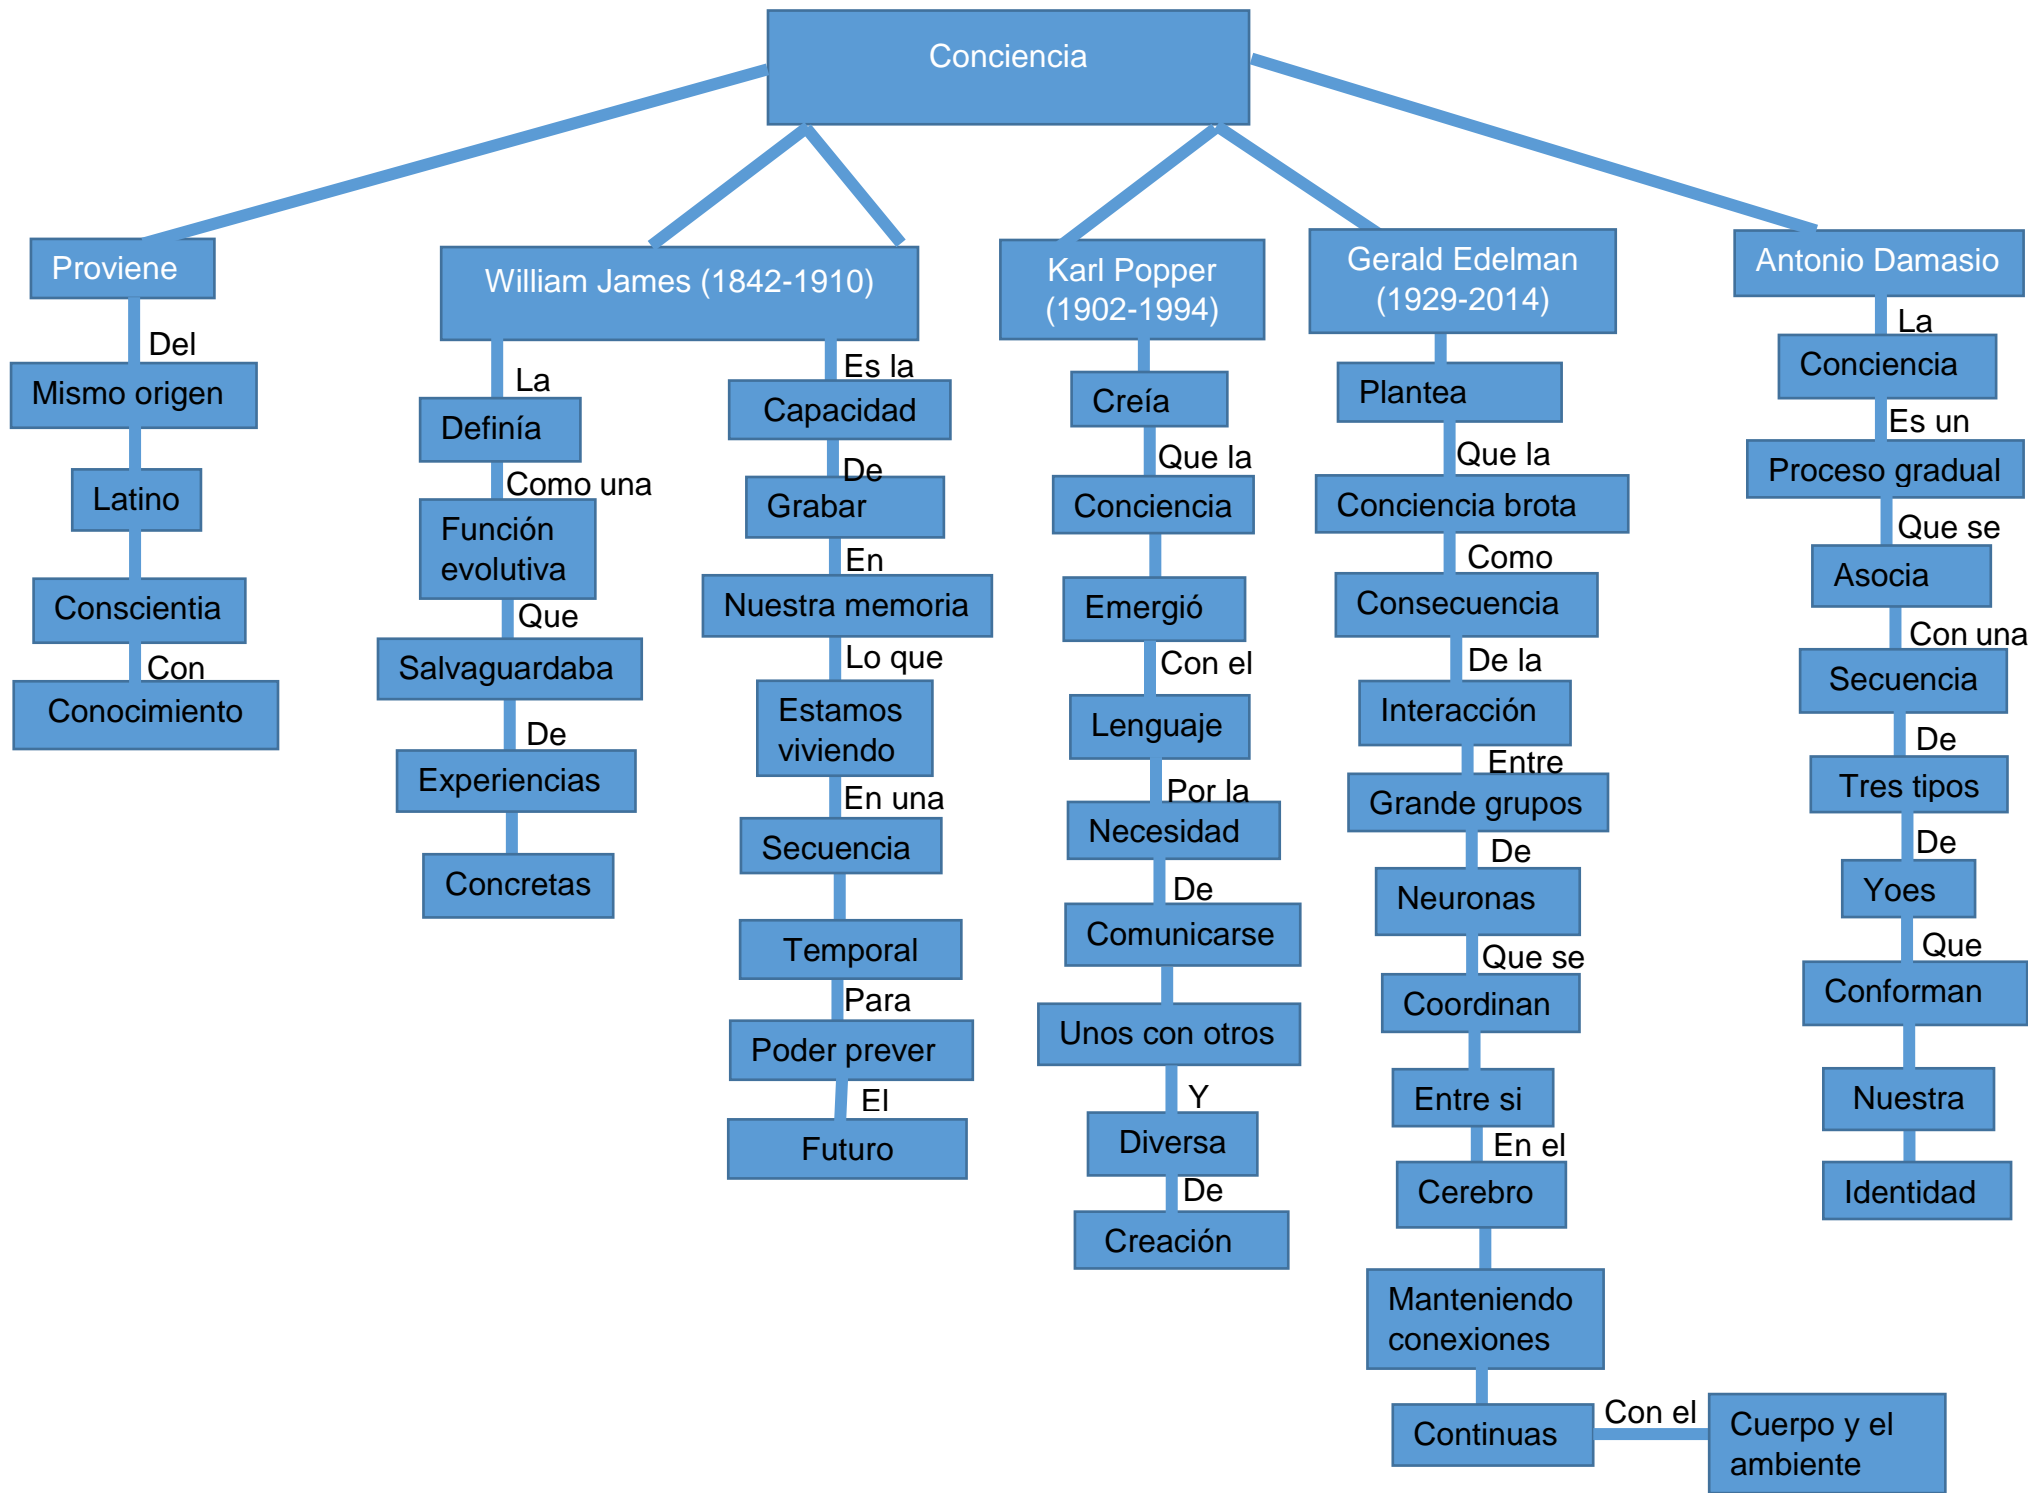 Conciencia
Proviene
Del
Mismo origen
Latino
Conscientia
Con
Conocimiento
William James (1842-1910)
La
Definía
Como una
Función
evolutiva
Que
Salvaguardaba
De
Experiencias
Concretas
Es la
Capacidad
De
Grabar
En
Nuestra memoria
Lo que
Estamos
viviendo
En una
Secuencia
Temporal
Para
Poder prever
El
Futuro
Karl Popper
(1902-1994)
Creía
Que la
Conciencia
Emergió
Con el
Lenguaje
Por la
Necesidad
De
Comunicarse
Unos con otros
Y
Diversa
De
Creación
Gerald Edelman
(1929-2014)
Plantea
Que la
Conciencia brota
Como
Consecuencia
De la
Interacción
Entre
Grande grupos
De
Neuronas
Que se
Coordinan
Entre si
En el
Cerebro
Manteniendo
conexiones
Continuas
Con el
Cuerpo y el
ambiente
Antonio Damasio
La
Conciencia
Es un
Proceso gradual
Que se
Asocia
Con una
Secuencia
De
Tres tipos
De
Yoes
Que
Conforman
Nuestra
Identidad